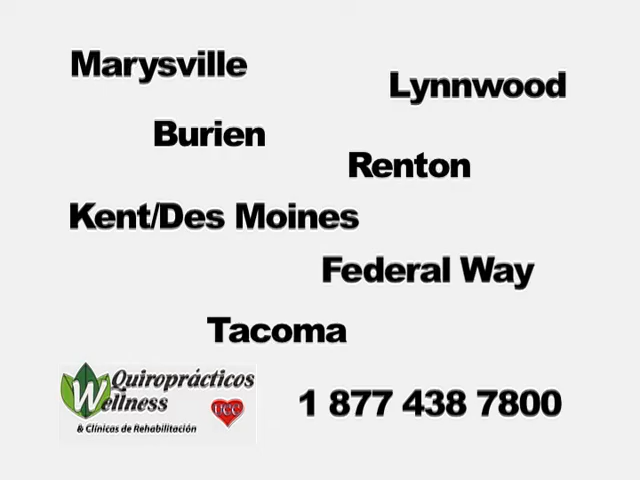 Marysville
Lynnwood
Burien
Renton
Kent/Des Moines
Federal Way
Tacoma
Quiroprácticos
Wellness
UCC
& Clínicas de Rehabilitación
1 877 438 7800